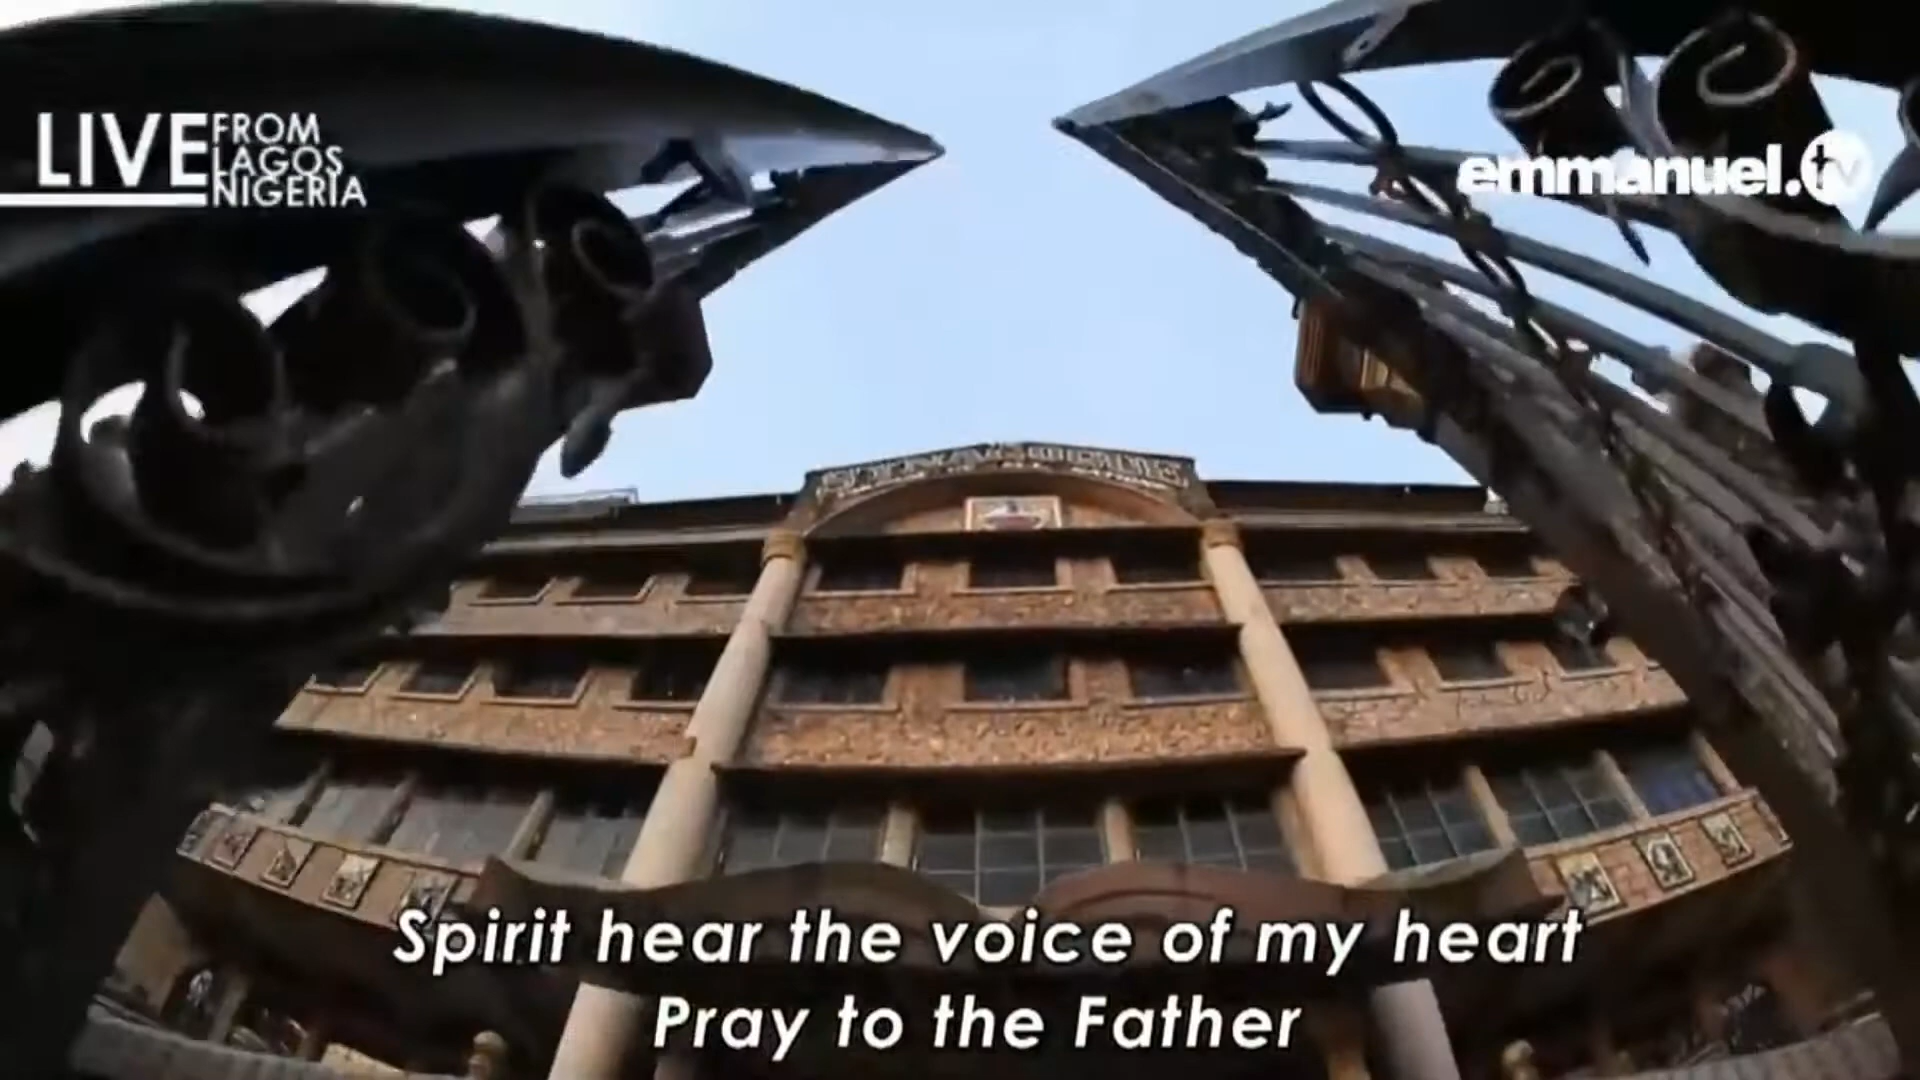 LIVE FROM
LAGOS
NIGERIA
emmanuel.tv
Spirit hear the voice of my heart
Pray to the Father